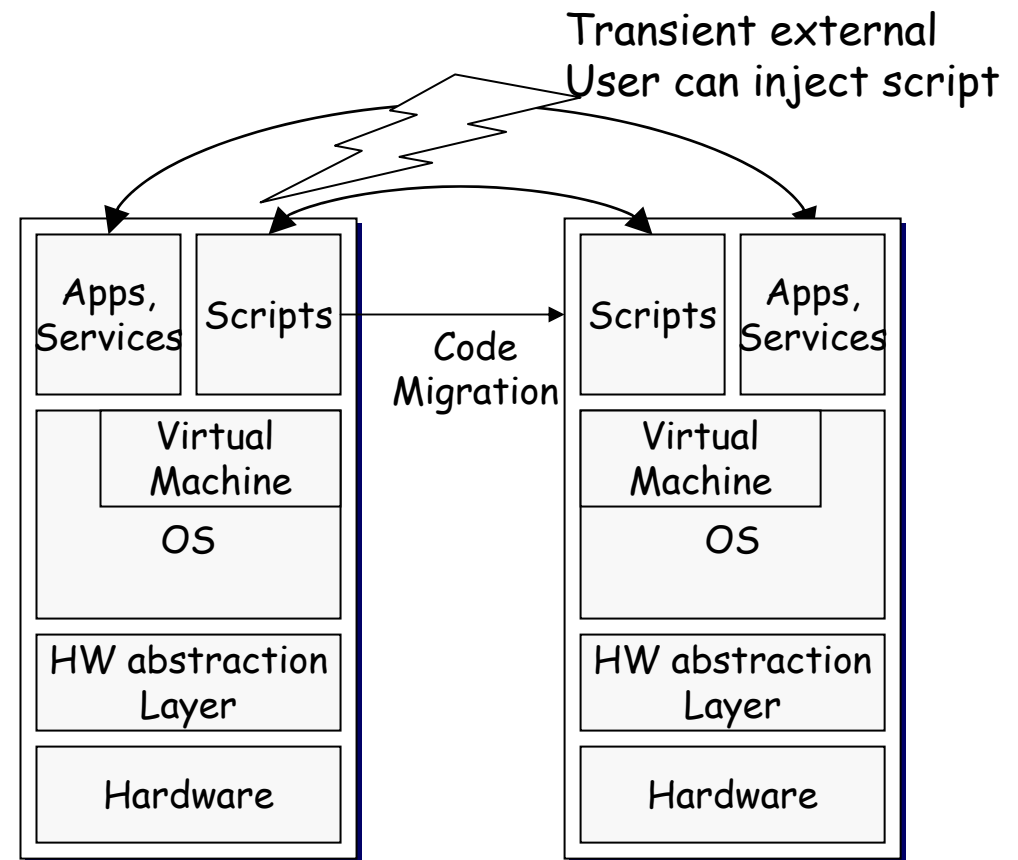 Transient external
User can inject script
Apps,
Services
Scripts
Code
Migration
Scripts
Apps,
Services
Virtual
Machine
OS
Virtual
Machine
OS
HW abstraction
Layer
HW abstraction
Layer
Hardware
Hardware